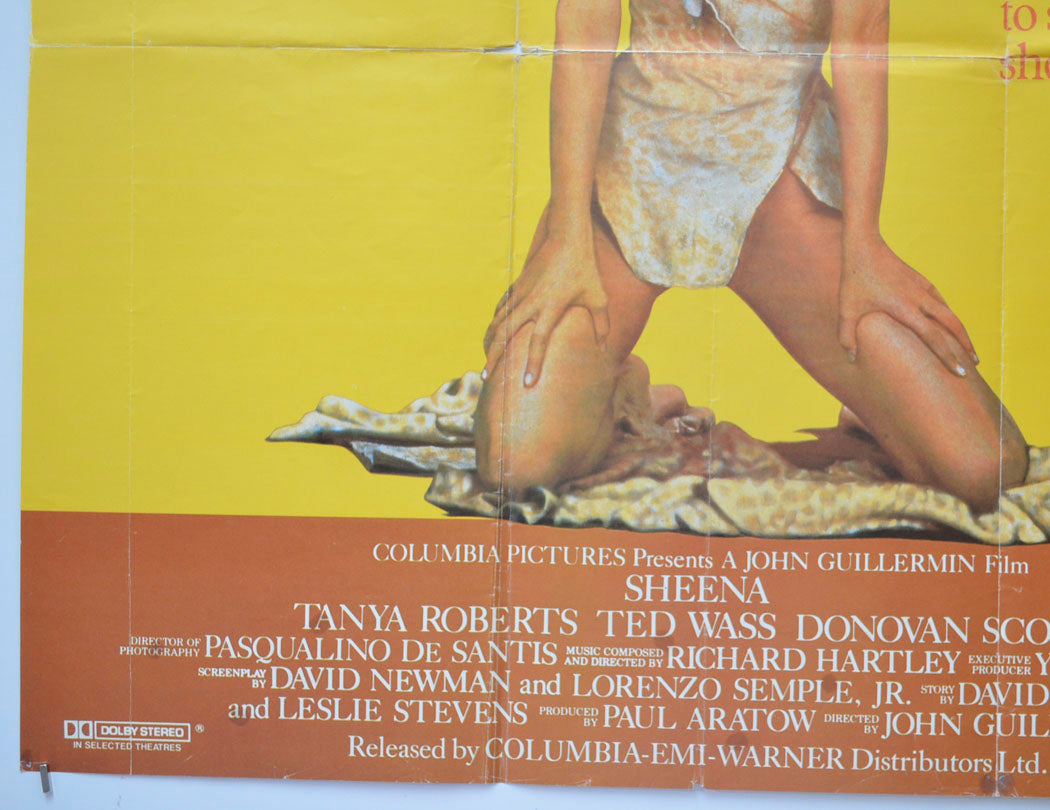 to
COLUMBIA PICTURES Presents A JOHN GUILLERMIN Film
SHEENA
TANYA ROBERTS TED WASS DONOVAN SCO
DIRECTOR OF PHOTOGRAPHY PASQUALINO DE SANTIS MUSIC COMPOSED AND DIRECTED BY RICHARD HARTLEY EXECUTIVE PRODUCER Y
SCREENPLAY BY DAVID NEWMAN and LORENZO SEMPLE, JR. STORY BY DAVID
and LESLIE STEVENS PRODUCED BY PAUL ARATOW DIRECTED BY JOHN GUIL
DOLBY STEREO ®
IN SELECTED THEATRES
Released by COLUMBIA-EMI-WARNER Distributors Ltd.